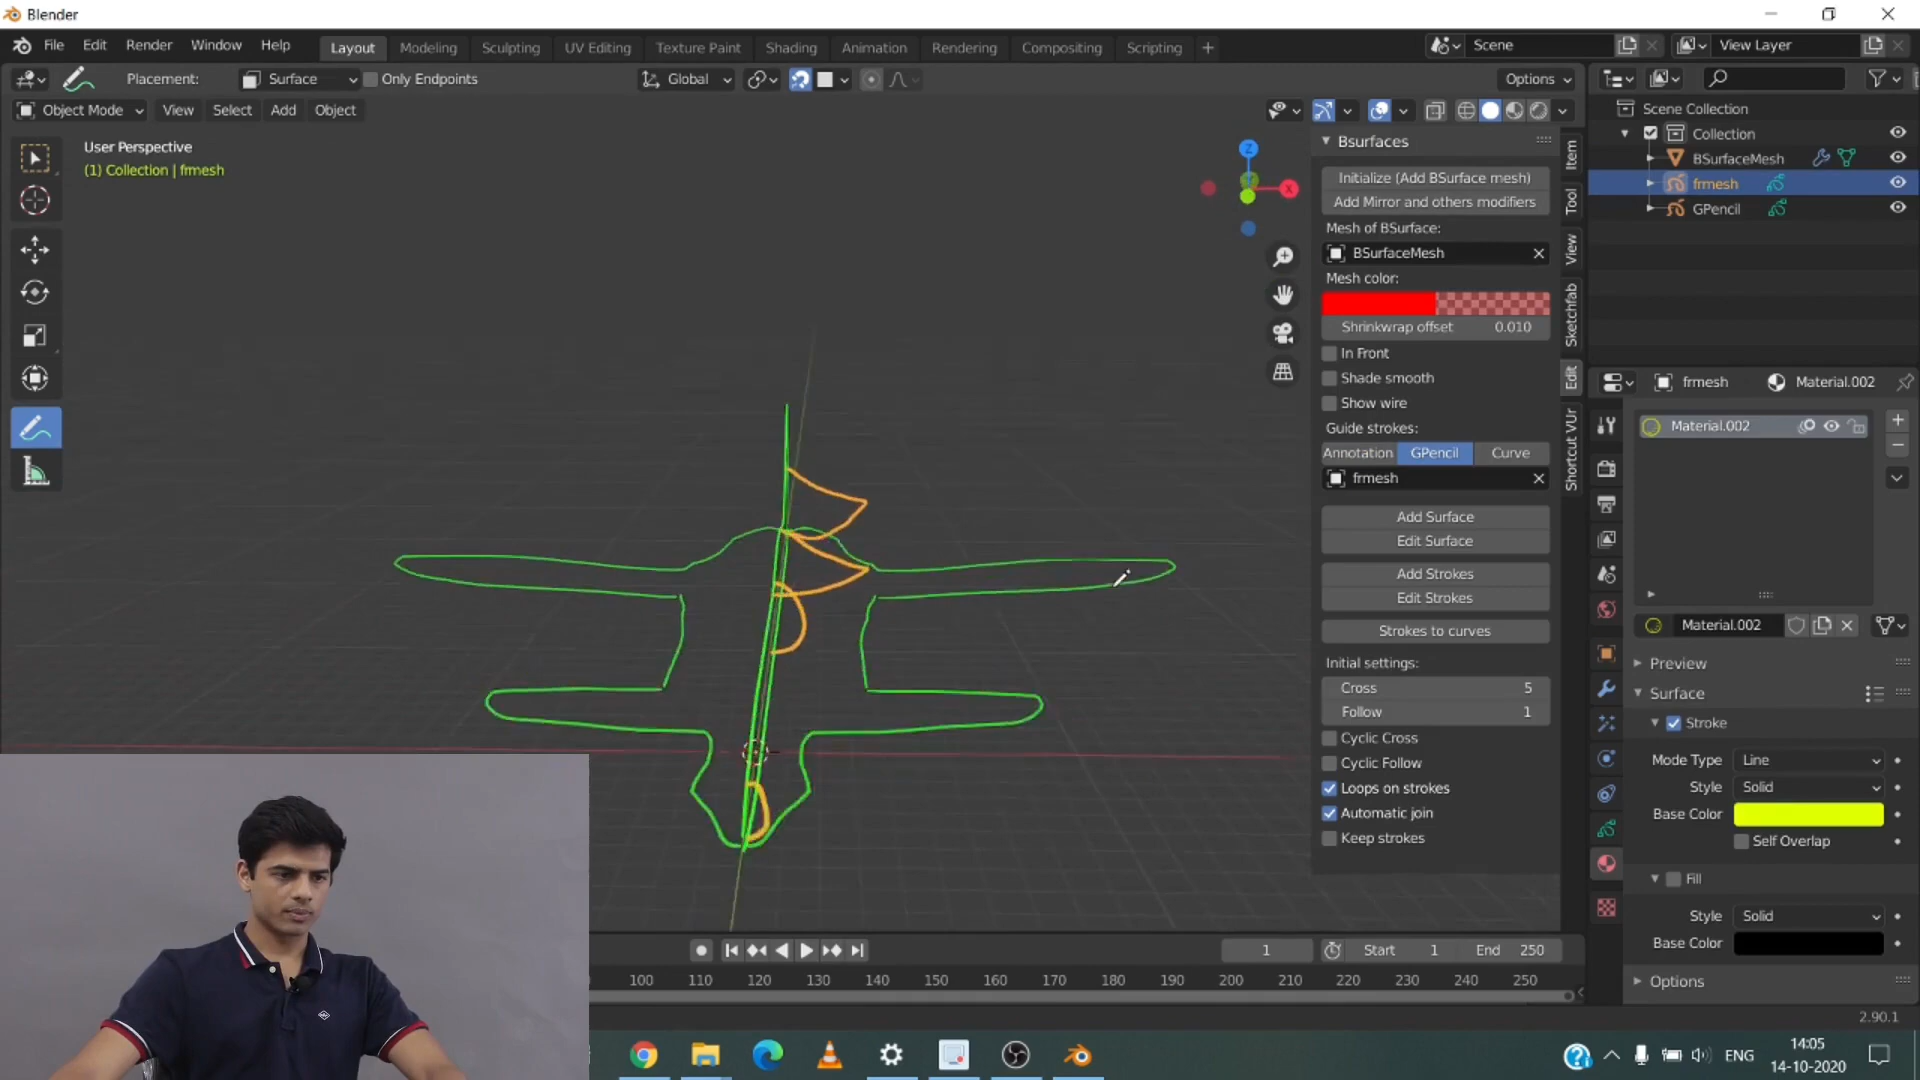 Blender
File Edit Render Window Help Layout Modeling Sculpting UV Editing Texture Paint Shading Animation Rendering Compositing Scripting + Scene View Layer
Placement: Surface Only Endpoints Global Options
Object Mode View Select Add Object
User Perspective
(1) Collection | frmesh
Z
X
Bsurfaces
Initialize (Add BSurface mesh)
Add Mirror and others modifiers
Mesh of BSurface:
BSurfaceMesh
Mesh color:
Shrinkwrap offset 0.010
In Front
Shade smooth
Show wire
Guide strokes:
Annotation GPencil Curve
frmesh
Add Surface
Edit Surface
Add Strokes
Edit Strokes
Strokes to curves
Initial settings:
Cross 5
Follow 1
Cyclic Cross
Cyclic Follow
Loops on strokes
Automatic join
Keep strokes
Item
Tool
View
Sketchfab
Edit
Shortcut VUr
Scene Collection
Collection
BSurfaceMesh
frmesh
GPencil
frmesh Material.002
Material.002
Material.002
Preview
Surface
Stroke
Mode Type Line
Style Solid
Base Color
Self Overlap
Fill
Style Solid
Base Color
Options
1 Start 1 End 250
100 110 120 130 140 150 160 170 180 190 200 210 220 230 240 250
2.90.1
ENG
14:05
14-10-2020